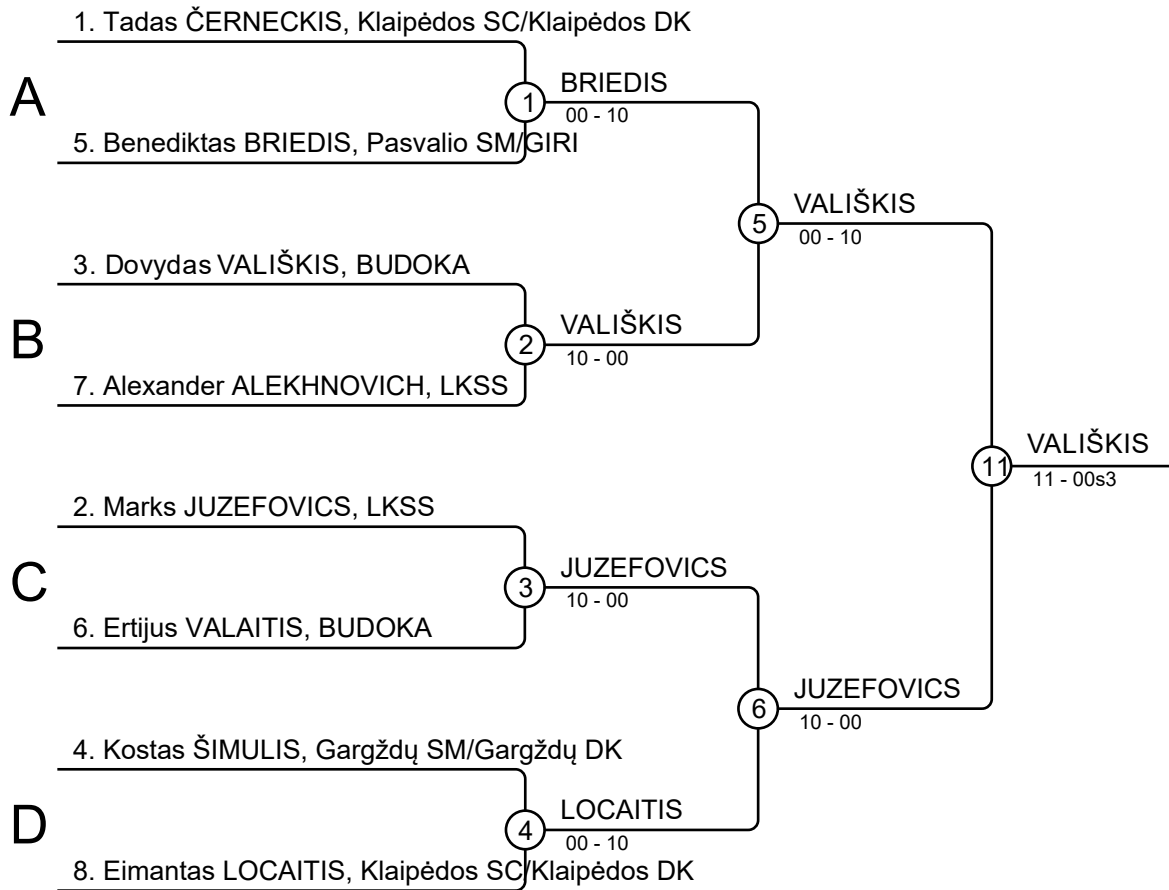 1. Tadas ČERNECKIS, Klaipėdos SC/Klaipėdos DK
A
1
BRIEDIS
00 - 10
5. Benediktas BRIEDIS, Pasvalio SM/GIRI
5
VALIŠKIS
00 - 10
3. Dovydas VALIŠKIS, BUDOKA
B
2
VALIŠKIS
10 - 00
7. Alexander ALEKHNOVICH, LKSS
11
VALIŠKIS
11 - 00s3
2. Marks JUZEFOVICS, LKSS
C
3
JUZEFOVICS
10 - 00
6. Ertijus VALAITIS, BUDOKA
6
JUZEFOVICS
10 - 00
4. Kostas ŠIMULIS, Gargždų SM/Gargždų DK
D
4
LOCAITIS
00 - 10
8. Eimantas LOCAITIS, Klaipėdos SC/Klaipėdos DK